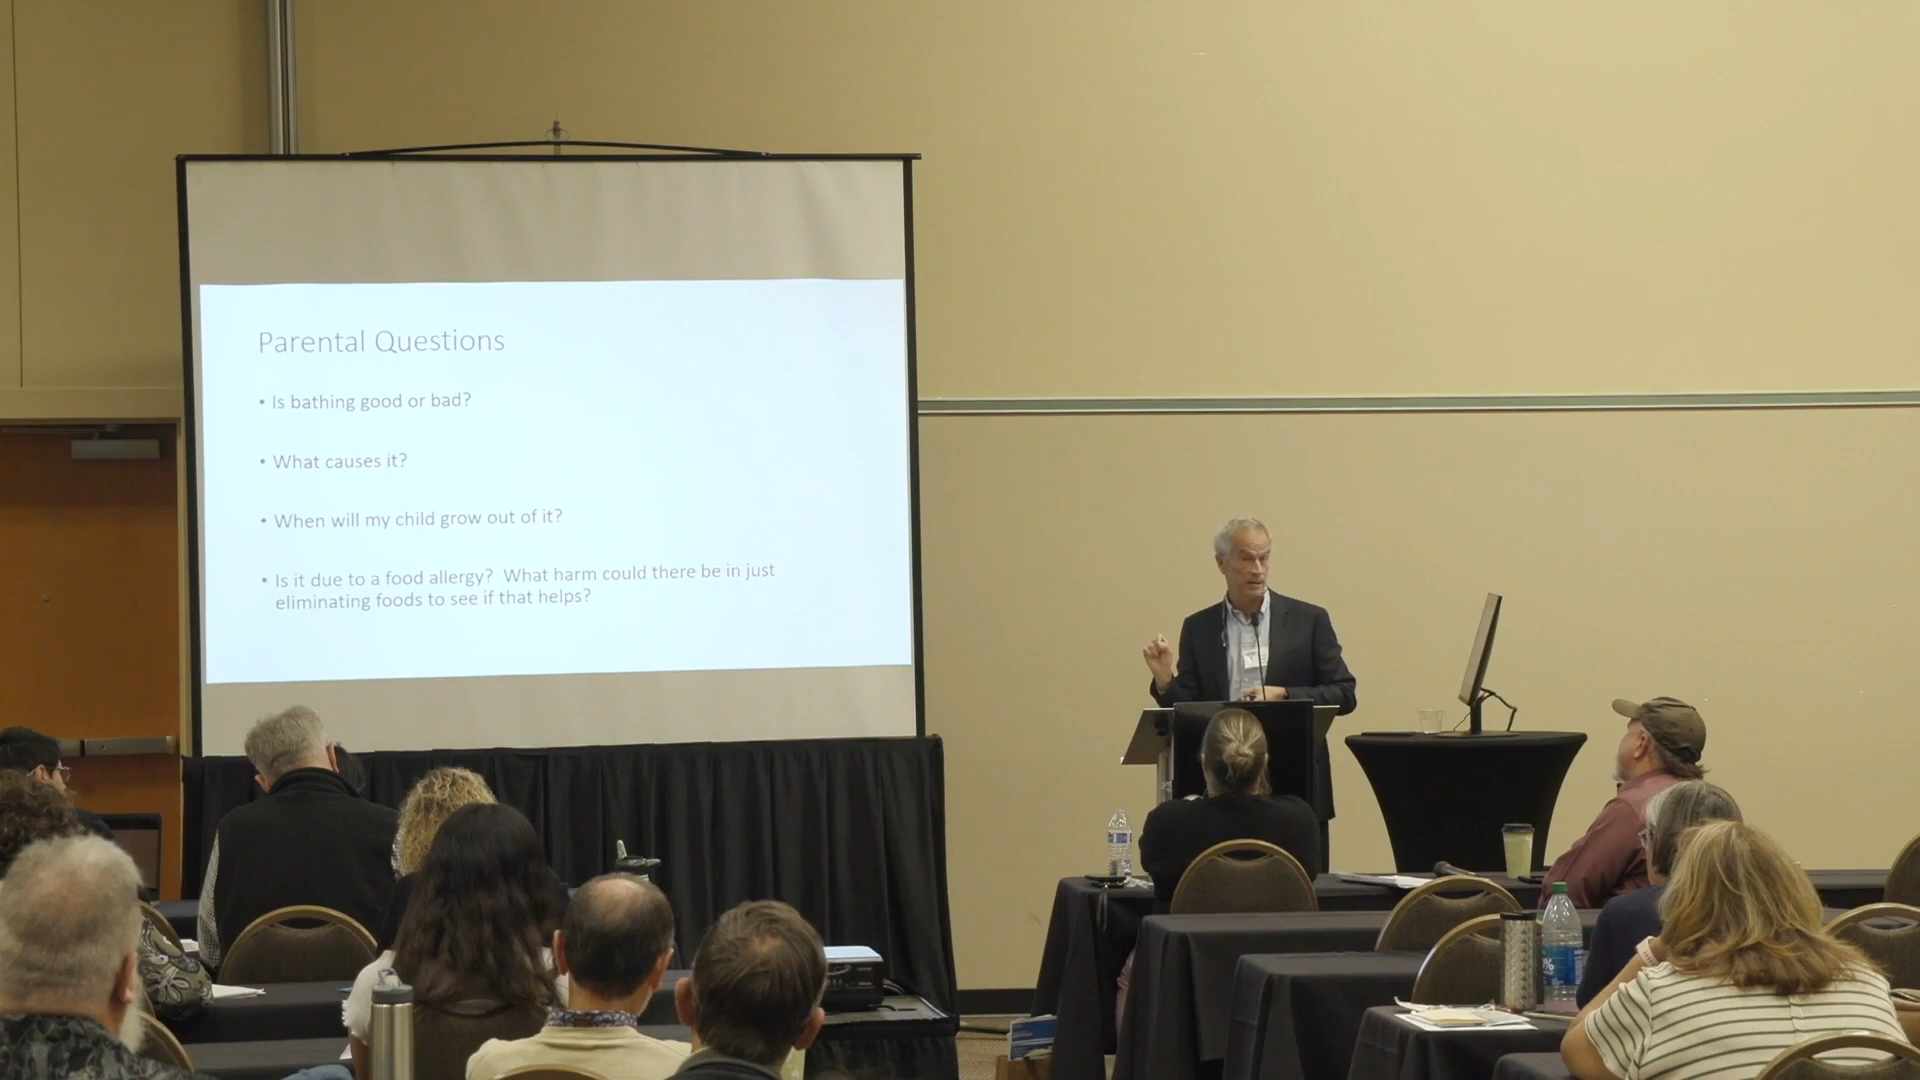 Parental Questions
• Is bathing good or bad?
• What causes it?
• When will my child grow out of it?
• Is it due to a food allergy?  What harm could there be in just
eliminating foods to see if that helps?